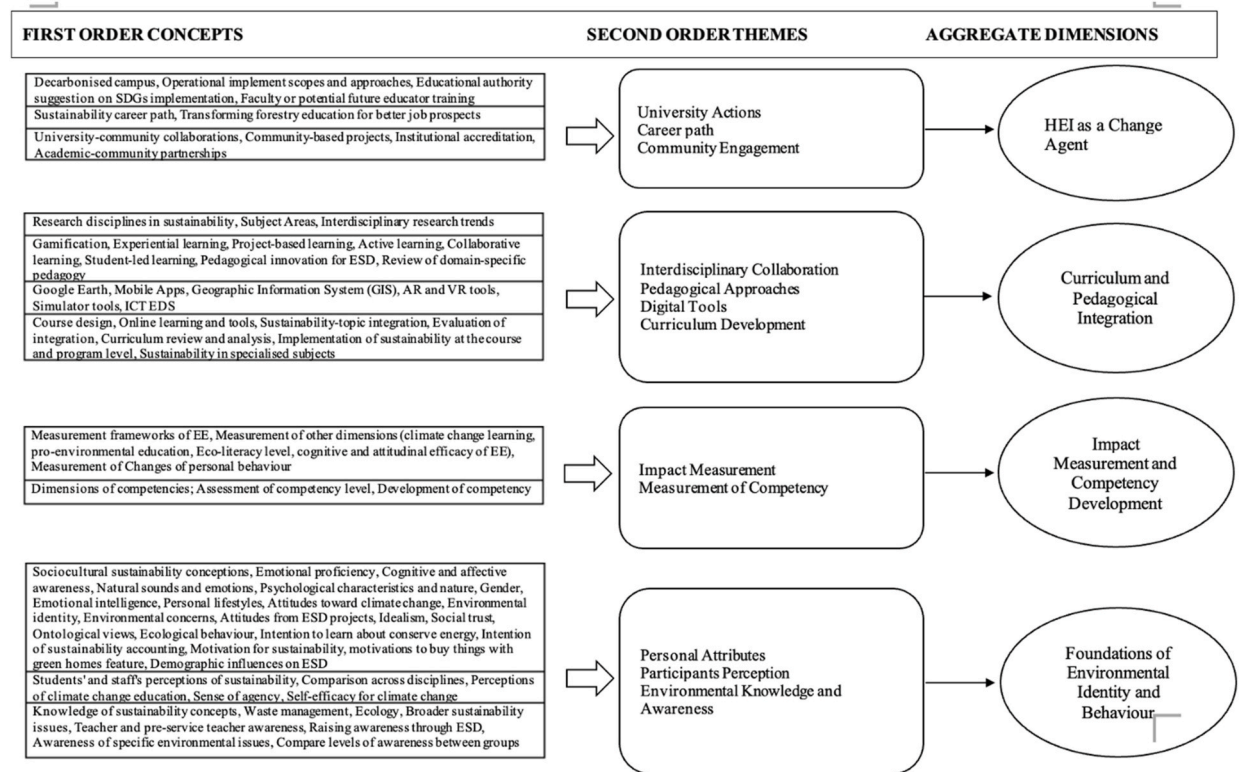 FIRST ORDER CONCEPTS
SECOND ORDER THEMES
AGGREGATE DIMENSIONS
Decarbonised campus, Operational implement scopes and approaches, Educational authority
suggestion on SDGs implementation, Faculty or potential future educator training
Sustainability career path, Transforming forestry education for better job prospects
University-community collaborations, Community-based projects, Institutional accreditation,
Academic-community partnerships
University Actions
Career path
Community Engagement
HEI as a Change
Agent
Research disciplines in sustainability, Subject Areas, Interdisciplinary research trends
Gamification, Experiential learning, Project-based learning, Active learning, Collaborative
learning, Student-led learning, Pedagogical innovation for ESD, Review of domain-specific
pedagogy
Google Earth, Mobile Apps, Geographic Information System (GIS), AR and VR tools,
Simulator tools, ICT EDS
Course design, Online learning and tools, Sustainability-topic integration, Evaluation of
integration, Curriculum review and analysis, Implementation of sustainability at the course
and program level, Sustainability in specialised subjects
Interdisciplinary Collaboration
Pedagogical Approaches
Digital Tools
Curriculum Development
Curriculum and
Pedagogical
Integration
Measurement frameworks of EE, Measurement of other dimensions (climate change learning,
pro-environmental education, Eco-literacy level, cognitive and attitudinal efficacy of EE),
Measurement of Changes of personal behaviour
Dimensions of competencies; Assessment of competency level, Development of competency
Impact Measurement
Measurement of Competency
Impact
Measurement and
Competency
Development
Sociocultural sustainability conceptions, Emotional proficiency, Cognitive and affective
awareness, Natural sounds and emotions, Psychological characteristics and nature, Gender,
Emotional intelligence, Personal lifestyles, Attitudes toward climate change, Environmental
identity, Environmental concerns, Attitudes from ESD projects, Idealism, Social trust,
Ontological views, Ecological behaviour, Intention to learn about conserve energy, Intention
of sustainability accounting, Motivation for sustainability, motivations to buy things with
green homes feature, Demographic influences on ESD
Students' and staff's perceptions of sustainability, Comparison across disciplines, Perceptions
of climate change education, Sense of agency, Self-efficacy for climate change
Knowledge of sustainability concepts, Waste management, Ecology, Broader sustainability
issues, Teacher and pre-service teacher awareness, Raising awareness through ESD,
Awareness of specific environmental issues, Compare levels of awareness between groups
Personal Attributes
Participants Perception
Environmental Knowledge and
Awareness
Foundations of
Environmental
Identity and
Behaviour